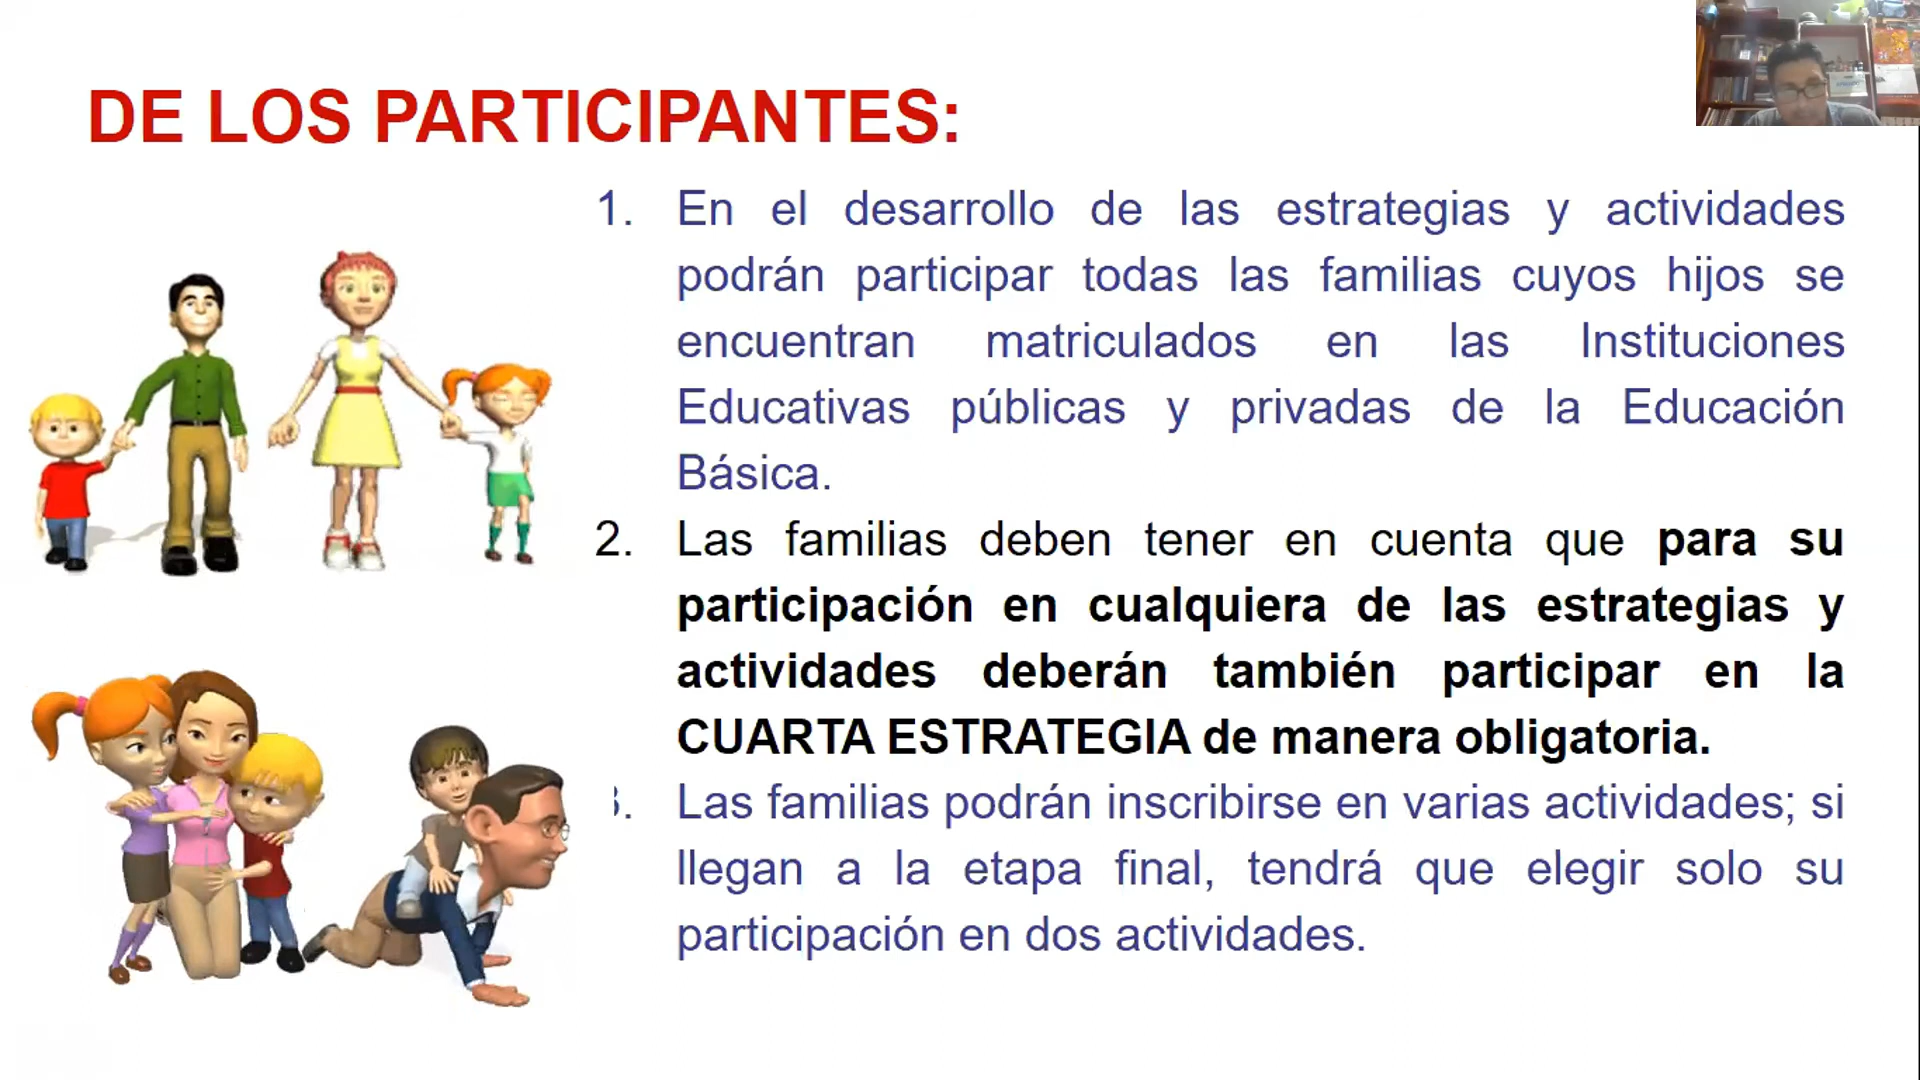 DE LOS PARTICIPANTES:
1. En el desarrollo de las estrategias y actividades
podrán participar todas las familias cuyos hijos se
encuentran matriculados en las Instituciones
Educativas públicas y privadas de la Educación
Básica.
2. Las familias deben tener en cuenta que para su
participación en cualquiera de las estrategias y
actividades deberán también participar en la
CUARTA ESTRATEGIA de manera obligatoria.
3. Las familias podrán inscribirse en varias actividades; si
llegan a la etapa final, tendrá que elegir solo su
participación en dos actividades.